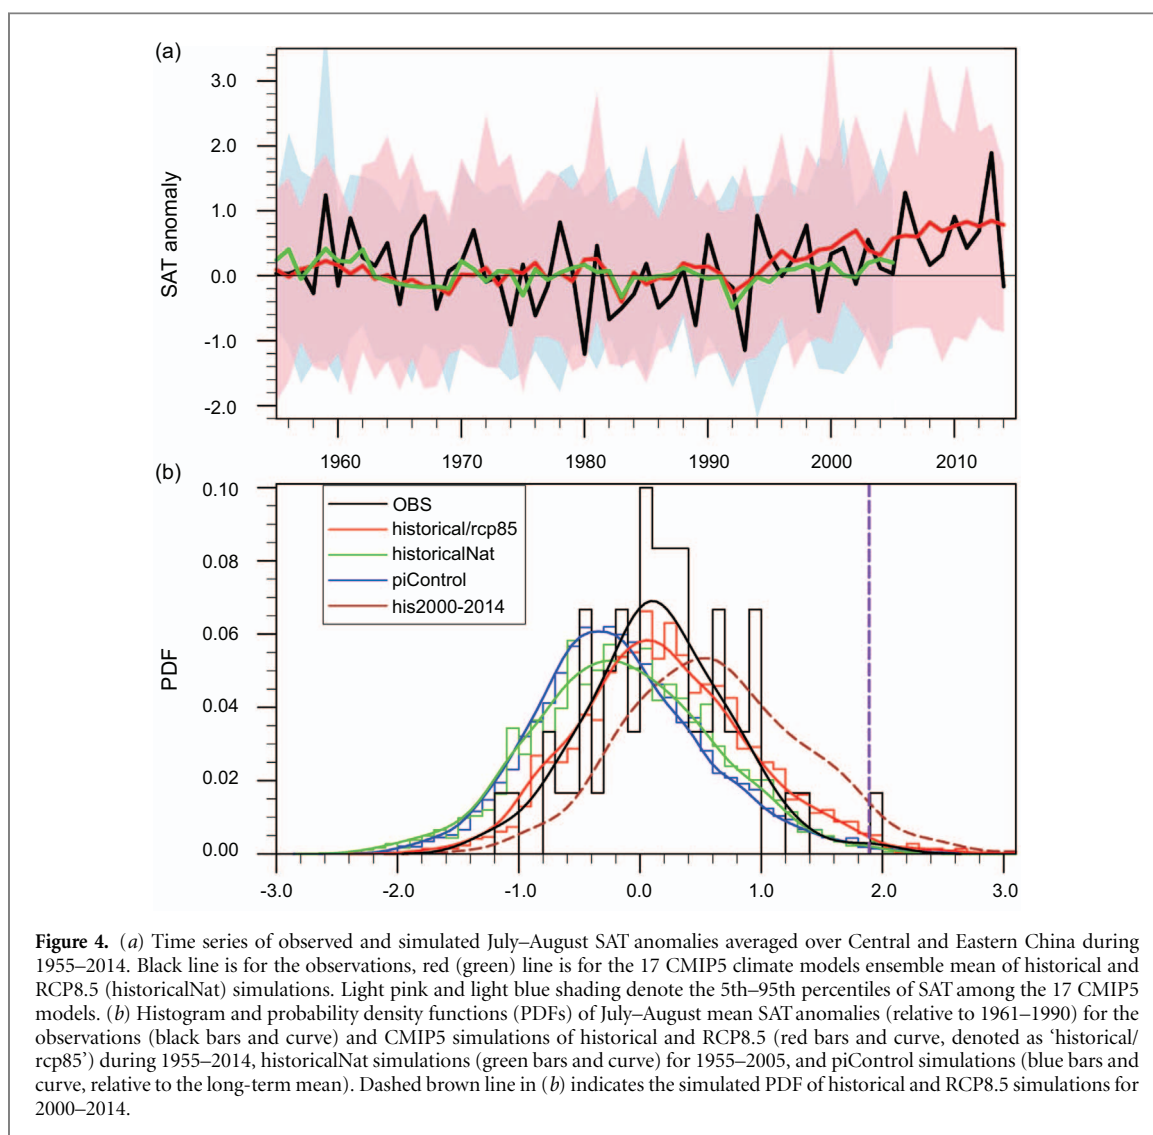 (a)
3.0
2.0
1.0
0.0
-1.0
-2.0
SAT anomaly
1960 1970 1980 1990 2000 2010
(b)
0.10
0.08
0.06
0.04
0.02
0.00
PDF
OBS
historical/rcp85
historicalNat
piControl
his2000-2014
-3.0 -2.0 -1.0 0.0 1.0 2.0 3.0
Figure 4. (a) Time series of observed and simulated July–August SAT anomalies averaged over Central and Eastern China during
1955–2014. Black line is for the observations, red (green) line is for the 17 CMIP5 climate models ensemble mean of historical and
RCP8.5 (historicalNat) simulations. Light pink and light blue shading denote the 5th–95th percentiles of SAT among the 17 CMIP5
models. (b) Histogram and probability density functions (PDFs) of July–August mean SAT anomalies (relative to 1961–1990) for the
observations (black bars and curve) and CMIP5 simulations of historical and RCP8.5 (red bars and curve, denoted as ‘historical/
rcp85’) during 1955–2014, historicalNat simulations (green bars and curve) for 1955–2005, and piControl simulations (blue bars and
curve, relative to the long-term mean). Dashed brown line in (b) indicates the simulated PDF of historical and RCP8.5 simulations for
2000–2014.